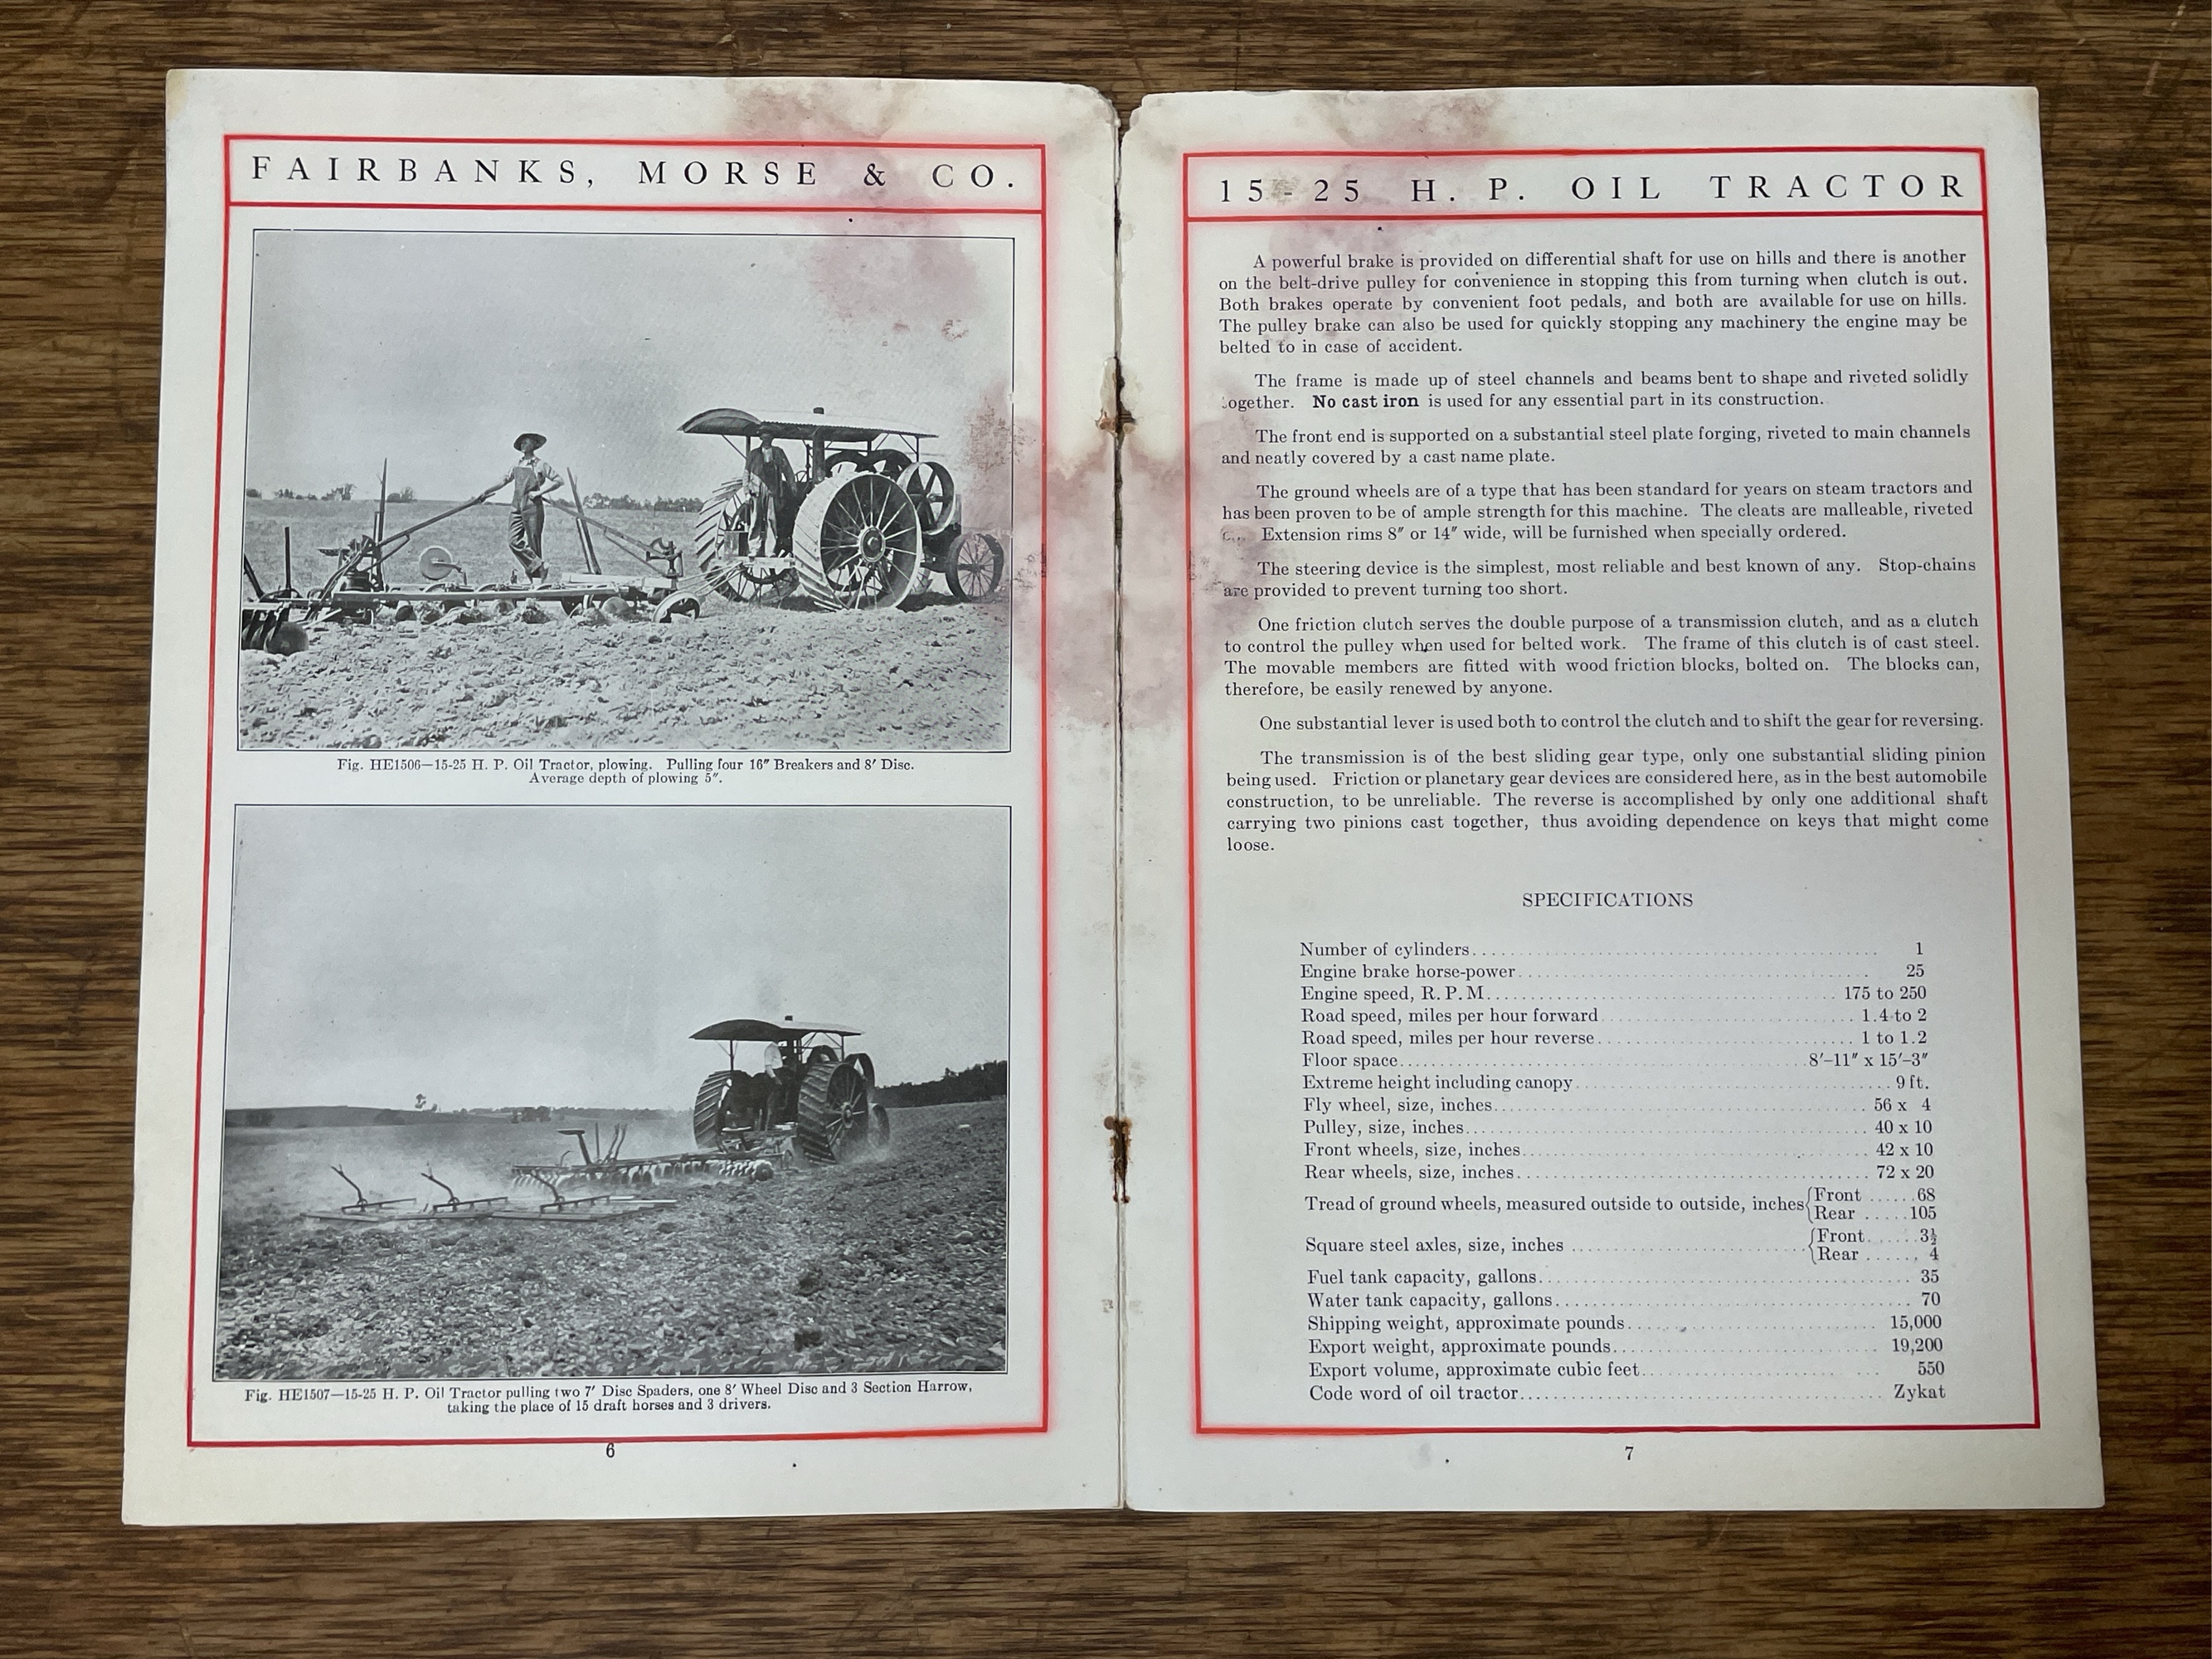 FAIRBANKS, MORSE & CO.
Fig. HE1506—15-25 H. P. Oil Tractor, plowing. Pulling four 16″ Breakers and 8′ Disc.
Average depth of plowing 5″.
Fig. HE1507—15-25 H. P. Oil Tractor pulling two 7′ Disc Spaders, one 8′ Wheel Disc and 3 Section Harrow,
taking the place of 15 draft horses and 3 drivers.
6
15-25 H. P. OIL TRACTOR
A powerful brake is provided on differential shaft for use on hills and there is another
on the belt-drive pulley for convenience in stopping this from turning when clutch is out.
Both brakes operate by convenient foot pedals, and both are available for use on hills.
The pulley brake can also be used for quickly stopping any machinery the engine may be
belted to in case of accident.
The frame is made up of steel channels and beams bent to shape and riveted solidly
together. No cast iron is used for any essential part in its construction.
The front end is supported on a substantial steel plate forging, riveted to main channels
and neatly covered by a cast name plate.
The ground wheels are of a type that has been standard for years on steam tractors and
has been proven to be of ample strength for this machine. The cleats are malleable, riveted
Extension rims 8″ or 14″ wide, will be furnished when specially ordered.
The steering device is the simplest, most reliable and best known of any. Stop-chains
are provided to prevent turning too short.
One friction clutch serves the double purpose of a transmission clutch, and as a clutch
to control the pulley when used for belted work. The frame of this clutch is of cast steel.
The movable members are fitted with wood friction blocks, bolted on. The blocks can,
therefore, be easily renewed by anyone.
One substantial lever is used both to control the clutch and to shift the gear for reversing.
The transmission is of the best sliding gear type, only one substantial sliding pinion
being used. Friction or planetary gear devices are considered here, as in the best automobile
construction, to be unreliable. The reverse is accomplished by only one additional shaft
carrying two pinions cast together, thus avoiding dependence on keys that might come
loose.
SPECIFICATIONS
Number of cylinders 1
Engine brake horse-power 25
Engine speed, R. P. M. 175 to 250
Road speed, miles per hour forward 1.4 to 2
Road speed, miles per hour reverse 1 to 1.2
Floor space 8′–11″ x 15′–3″
Extreme height including canopy 9 ft.
Fly wheel, size, inches 56 x 4
Pulley, size, inches 40 x 10
Front wheels, size, inches 42 x 10
Rear wheels, size, inches 72 x 20
Tread of ground wheels, measured outside to outside, inches { Front 68
Rear 105
Square steel axles, size, inches { Front 3½
Rear 4
Fuel tank capacity, gallons 35
Water tank capacity, gallons 70
Shipping weight, approximate pounds 15,000
Export weight, approximate pounds 19,200
Export volume, approximate cubic feet 550
Code word of oil tractor Zykat
7